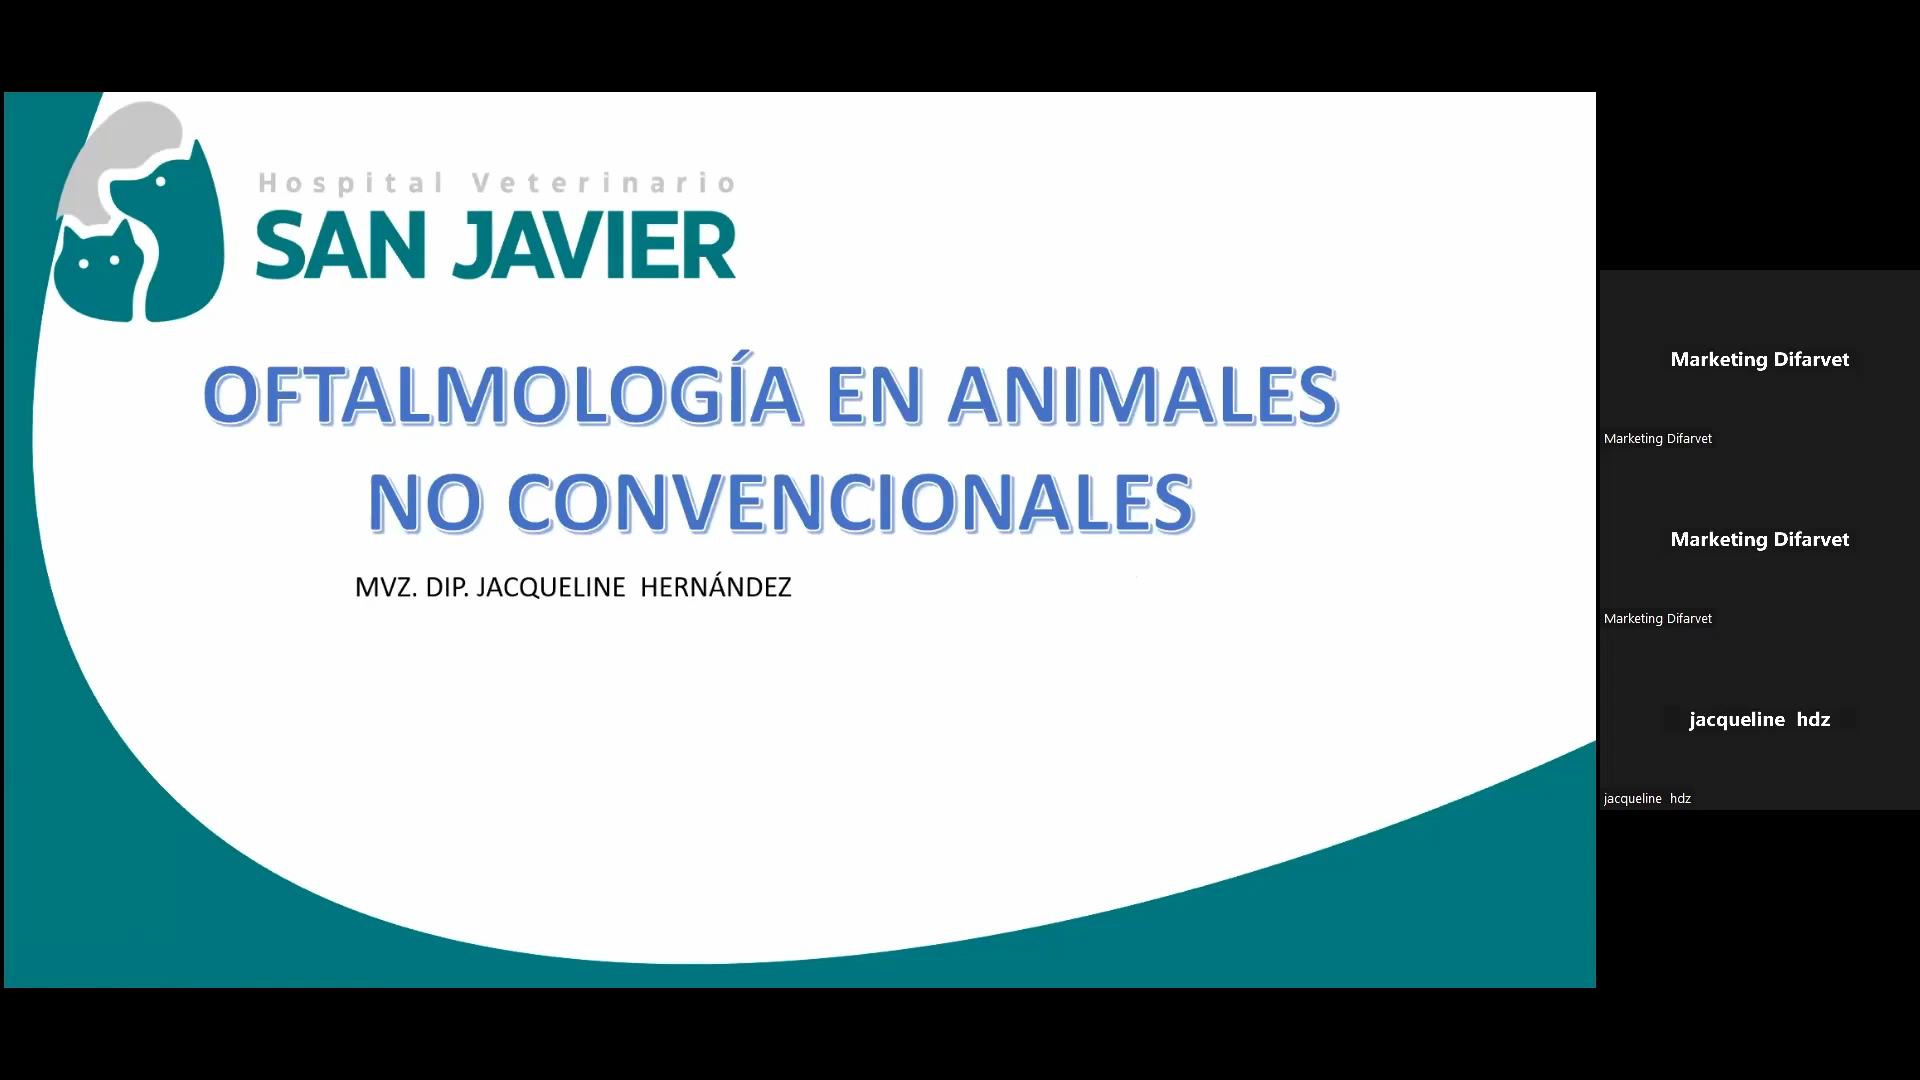 Hospital Veterinario
SAN JAVIER
OFTALMOLOGÍA EN ANIMALES
NO CONVENCIONALES
MVZ. DIP. JACQUELINE HERNÁNDEZ
Marketing Difarvet
Marketing Difarvet
Marketing Difarvet
Marketing Difarvet
jacqueline hdz
jacqueline hdz